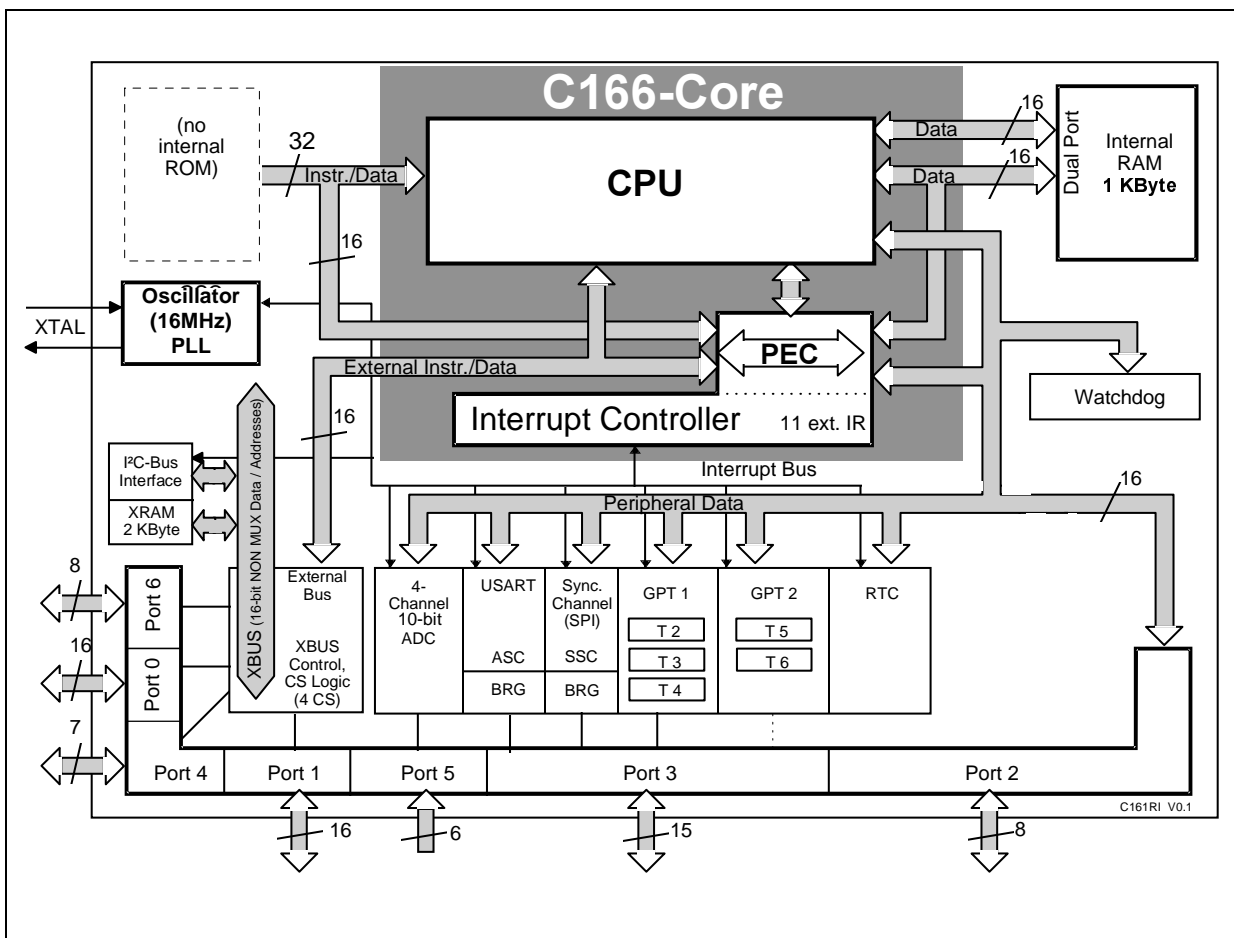 C166-Core
(no
internal
ROM)
32
Instr./Data
16
CPU
Data
16
Data
16
Dual Port
Internal
RAM
1 KByte
Oscillator
(16MHz)
PLL
XTAL
PEC
External Instr./Data
16
Interrupt Controller
11 ext. IR
Watchdog
Interrupt Bus
Peripheral Data
16
I²C-Bus
Interface
XRAM
2 KByte
XBUS (16-bit NON MUX Data / Addresses)
8
Port 6
16
Port 0
7
External
Bus
XBUS
Control,
CS Logic
(4 CS)
4-
Channel
10-bit
ADC
USART
ASC
BRG
Sync.
Channel
(SPI)
SSC
BRG
GPT 1
T 2
T 3
T 4
GPT 2
T 5
T 6
RTC
Port 4
Port 1
Port 5
Port 3
Port 2
C161RI V0.1
16
6
15
8